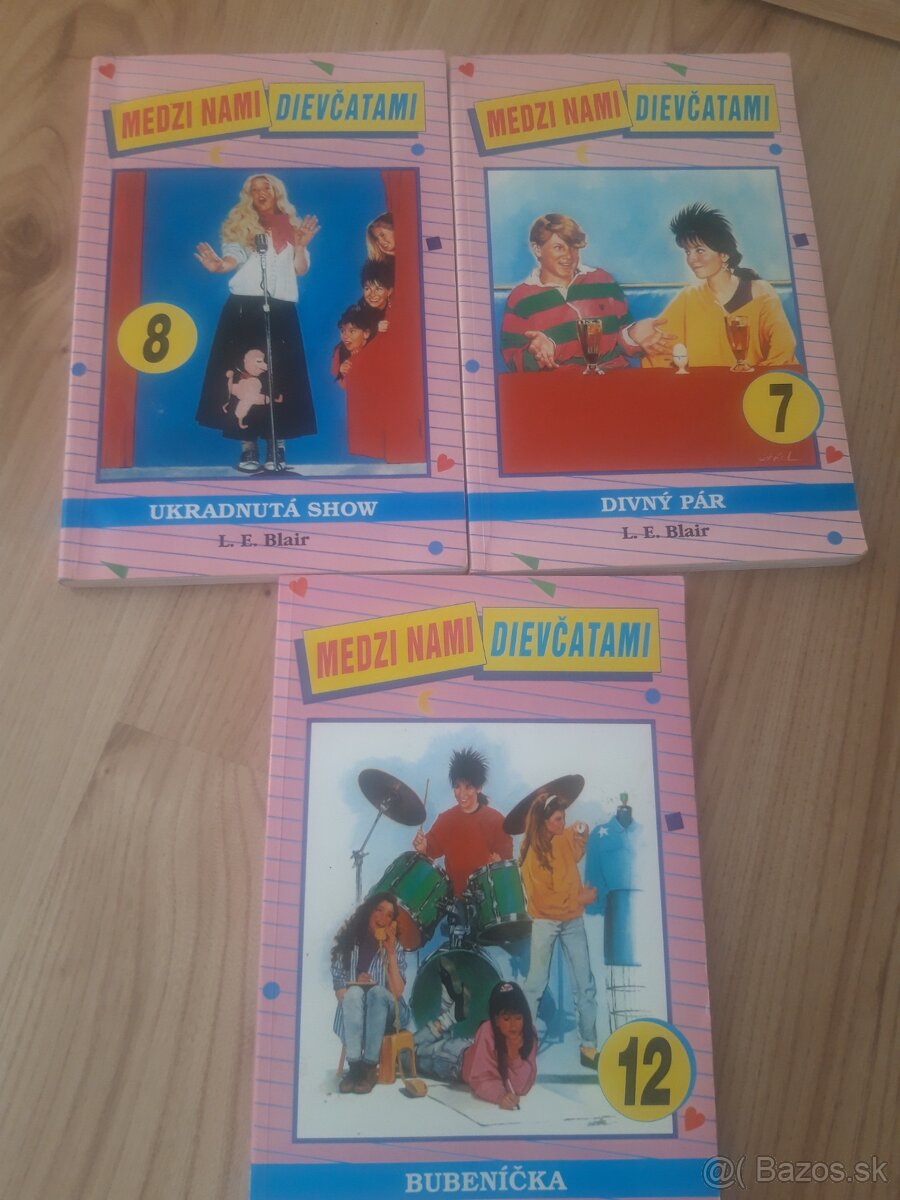 MEDZI NAMI DIEVČATAMI
8
UKRADNUTÁ SHOW
L. E. Blair
MEDZI NAMI DIEVČATAMI
7
DIVNÝ PÁR
L. E. Blair
MEDZI NAMI DIEVČATAMI
12
BUBENÍČKA
@( Bazos.sk